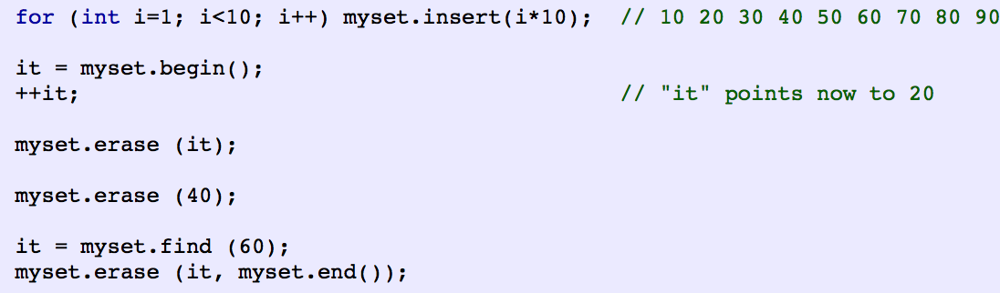 for (int i=1; i<10; i++) myset.insert(i*10);  // 10 20 30 40 50 60 70 80 90
it = myset.begin();
++it;                                         // "it" points now to 20
myset.erase (it);
myset.erase (40);
it = myset.find (60);
myset.erase (it, myset.end());